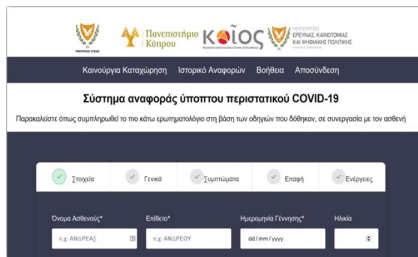 Πανεπιστήμιο
Κύπρου
ΚΟΪΟΣ
ΕΡΕΥΝΑΣ, ΚΑΙΝΟΤΟΜΙΑΣ
ΚΑΙ ΨΗΦΙΑΚΗΣ ΠΟΛΙΤΙΚΗΣ
Καινούργια Καταχώρηση Ιστορικό Αναφορών Βοήθεια Αποσύνδεση
Σύστημα αναφοράς ύποπτου περιστατικού COVID-19
Παρακαλείστε όπως συμπληρωθεί το πιο κάτω ερωτηματολόγιο στη βάση των οδηγιών που δόθηκαν, σε συνεργασία με τον ασθενή
Στοιχεία Γενικά Συμπτώματα Επαφή Ενέργειες
Όνομα Ασθενούς* Επίθετο* Ημερομηνία Γέννησης* Ηλικία
π.χ. ΑΝΔΡΕΑΣ π.χ. ΑΝΔΡΕΟΥ dd/mm/yyyy